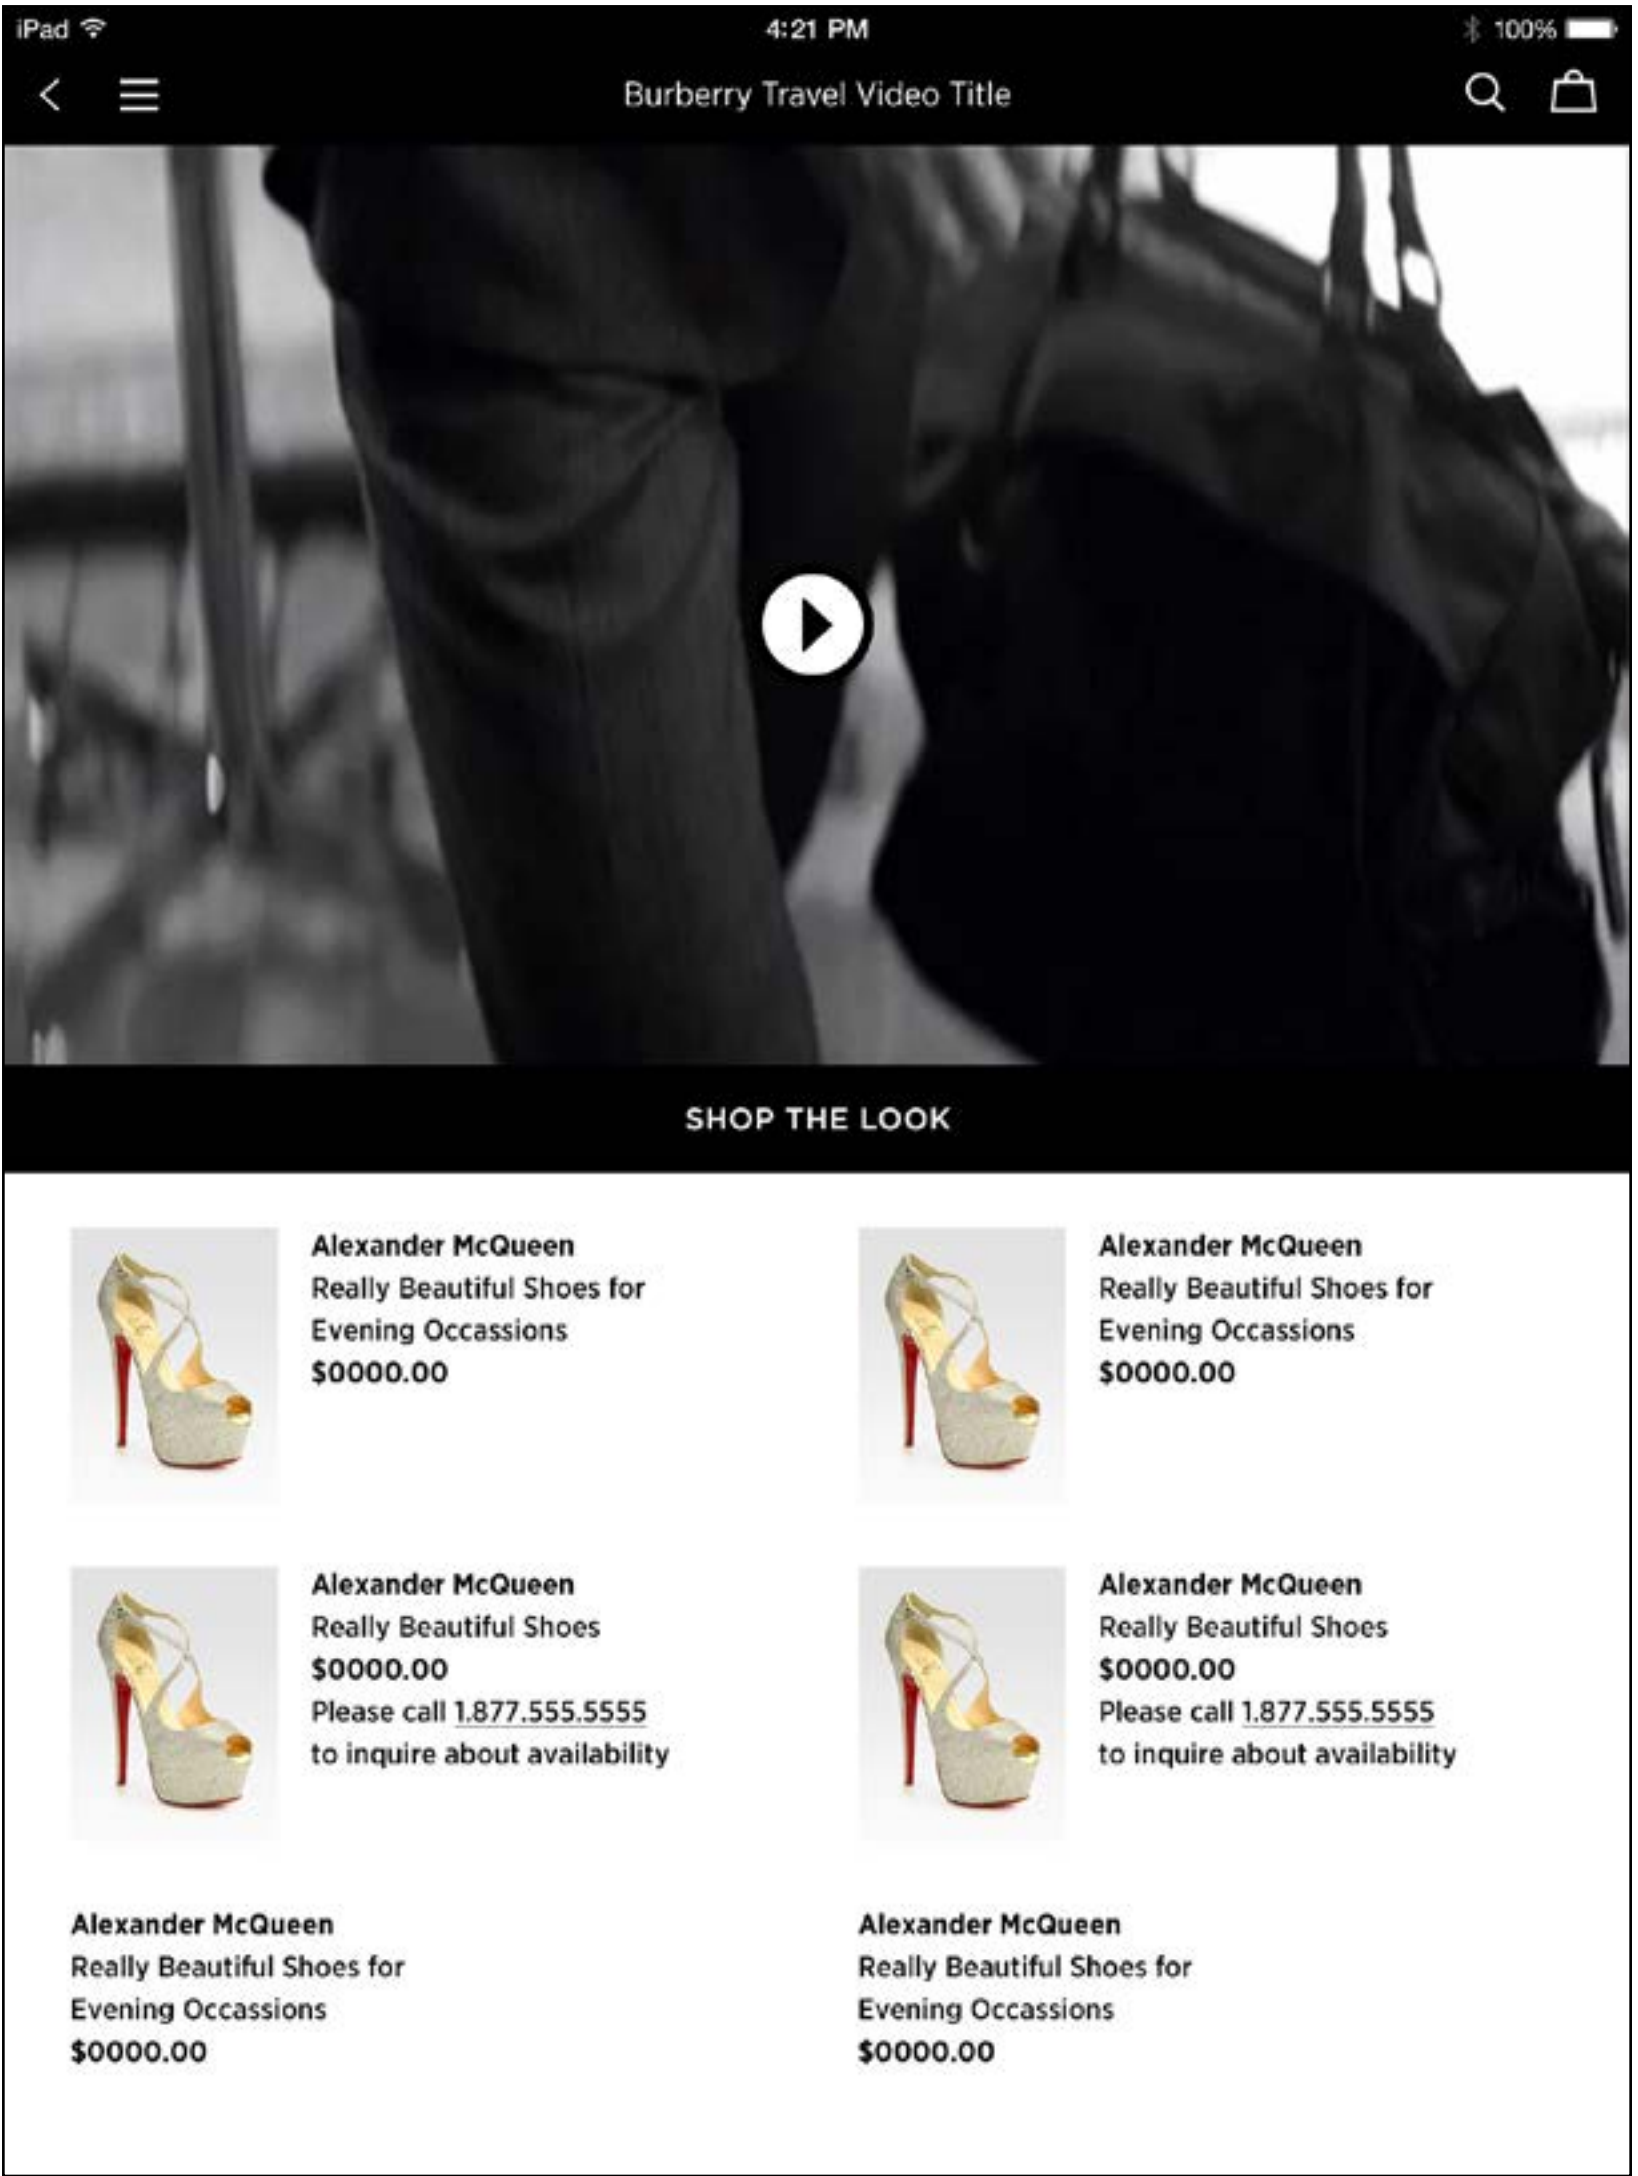 iPad
4:21 PM
100%
Burberry Travel Video Title
SHOP THE LOOK
Alexander McQueen
Really Beautiful Shoes for
Evening Occassions
$0000.00
Alexander McQueen
Really Beautiful Shoes for
Evening Occassions
$0000.00
Alexander McQueen
Really Beautiful Shoes
$0000.00
Please call 1.877.555.5555
to inquire about availability
Alexander McQueen
Really Beautiful Shoes
$0000.00
Please call 1.877.555.5555
to inquire about availability
Alexander McQueen
Really Beautiful Shoes for
Evening Occassions
$0000.00
Alexander McQueen
Really Beautiful Shoes for
Evening Occassions
$0000.00